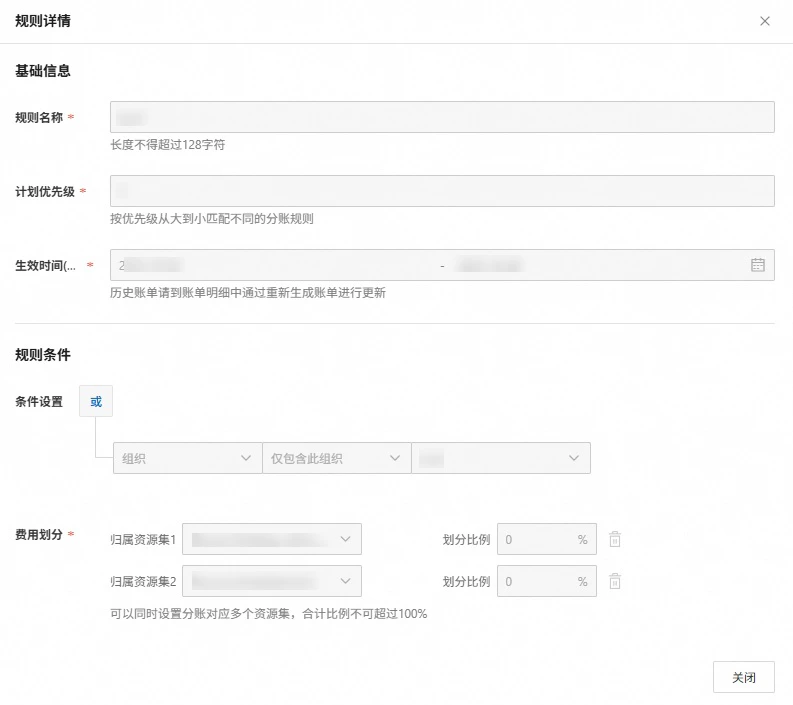 规则详情
基础信息
规则名称 *
长度不得超过128字符
计划优先级 *
按优先级从大到小匹配不同的分账规则
生效时间(... * 2 -
历史账单请到账单明细中通过重新生成账单进行更新
规则条件
条件设置 或
组织 仅包含此组织
费用划分 * 归属资源集1 划分比例 0 %
归属资源集2 划分比例 0 %
可以同时设置分账对应多个资源集，合计比例不可超过100%
关闭